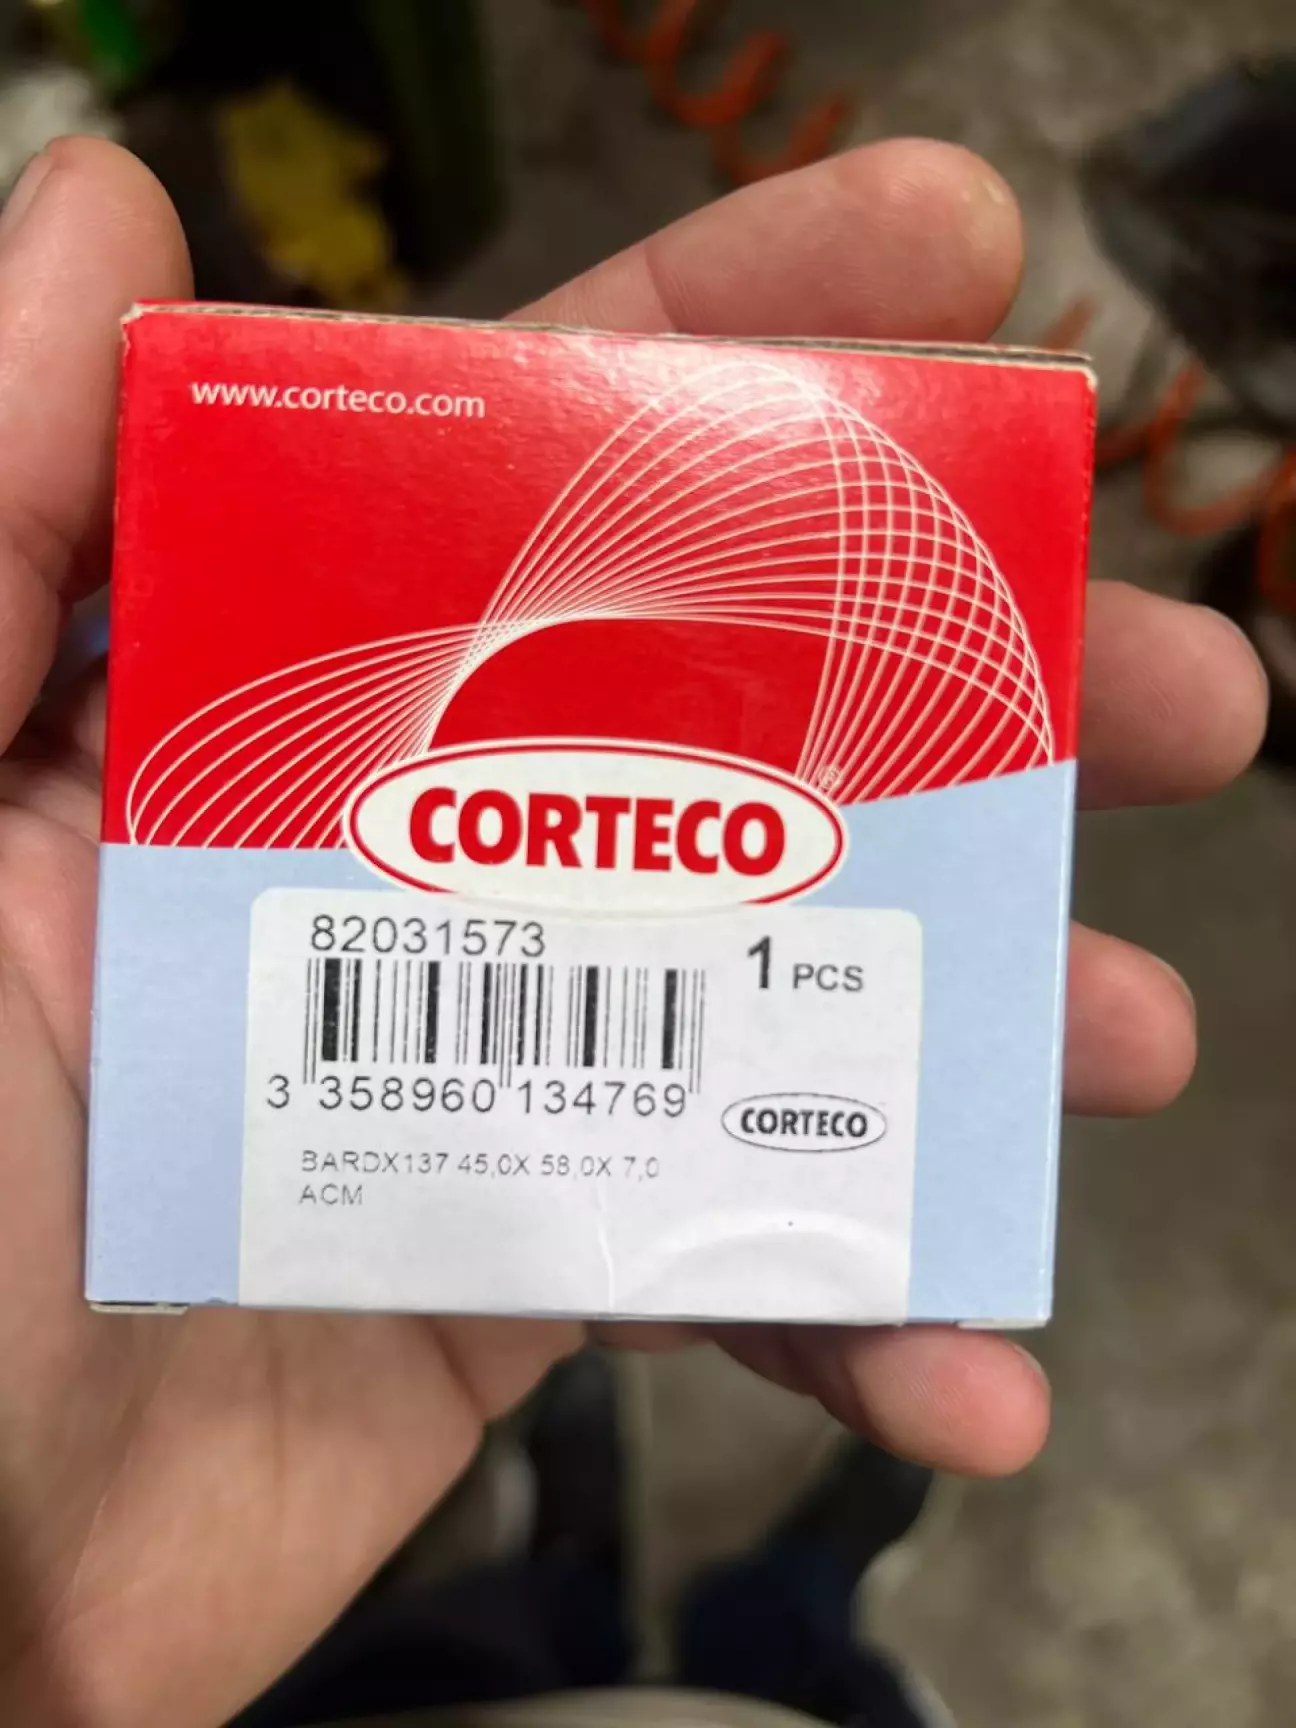 www.corteco.com
CORTECO®
82031573
1 PCS
3 358960 134769
CORTECO
BARDX137 45,0X 58,0X 7,0
ACM